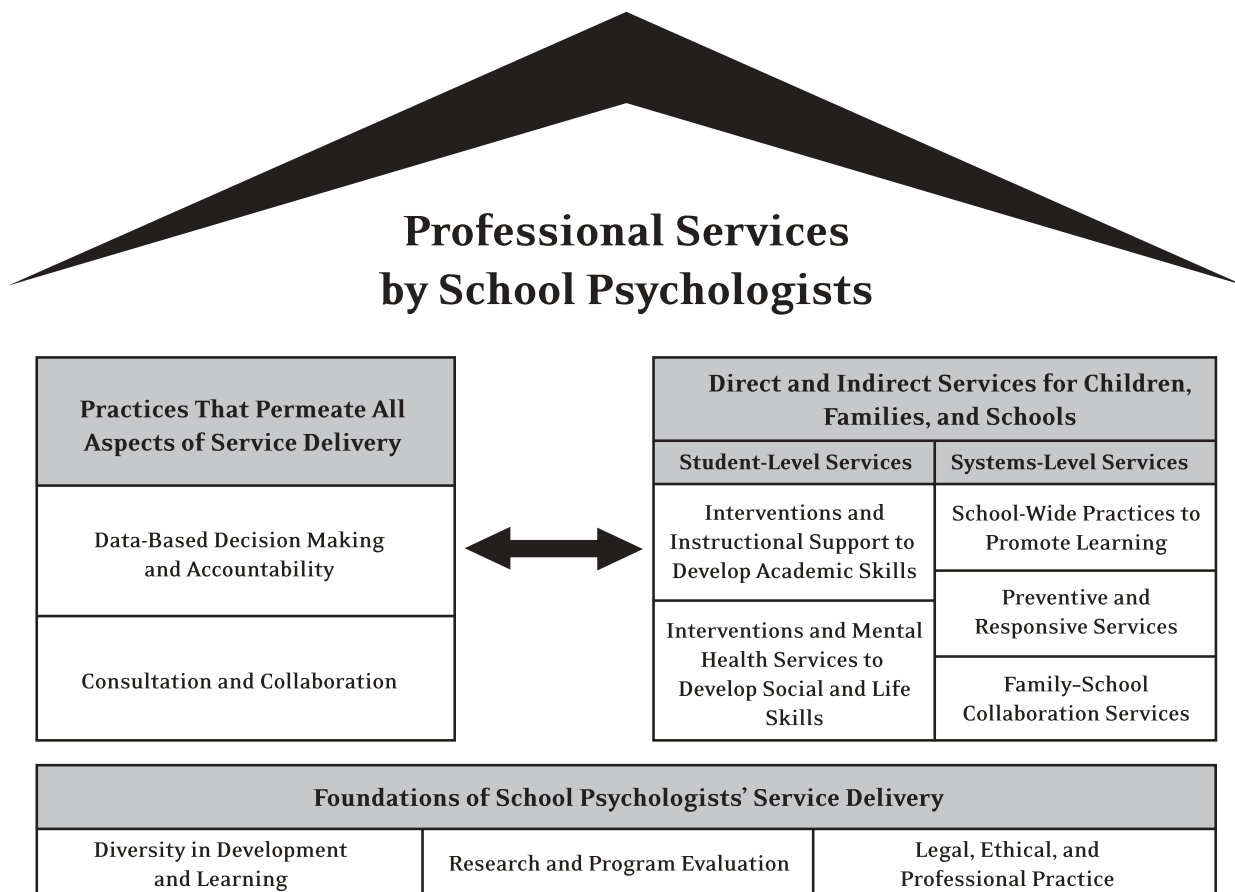 Professional Services
by School Psychologists
Practices That Permeate All
Aspects of Service Delivery
Data-Based Decision Making
and Accountability
Consultation and Collaboration
Direct and Indirect Services for Children,
Families, and Schools
Student-Level Services
Interventions and
Instructional Support to
Develop Academic Skills
Interventions and Mental
Health Services to
Develop Social and Life
Skills
Systems-Level Services
School-Wide Practices to
Promote Learning
Preventive and
Responsive Services
Family–School
Collaboration Services
Foundations of School Psychologists’ Service Delivery
Diversity in Development
and Learning
Research and Program Evaluation
Legal, Ethical, and
Professional Practice